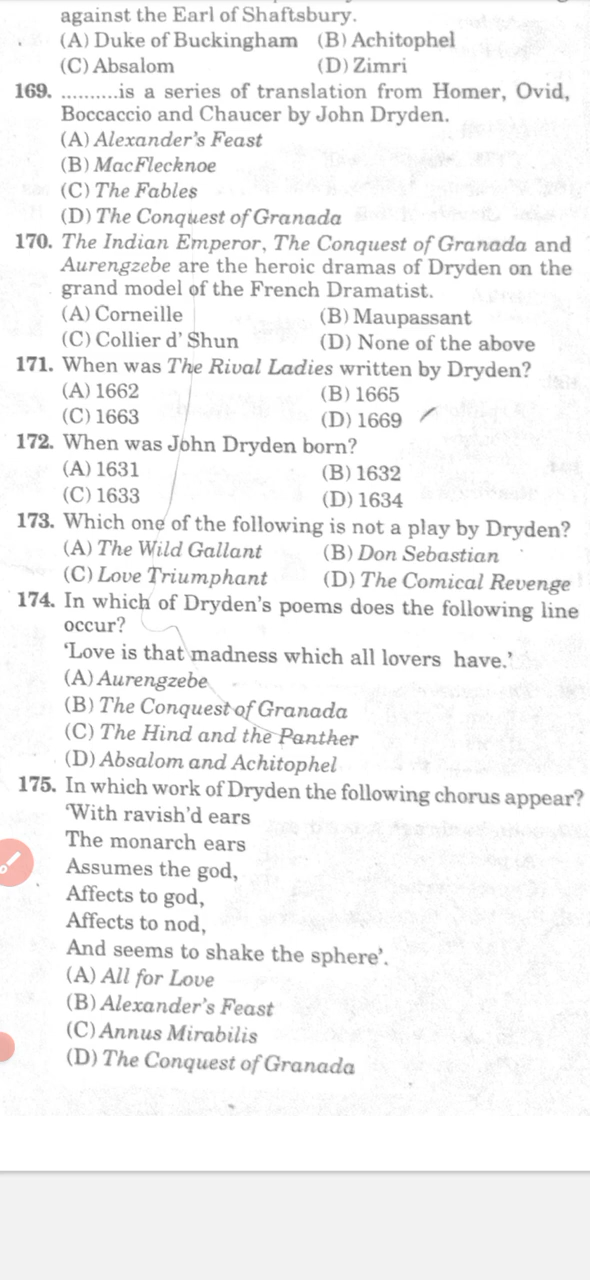 against the Earl of Shaftsbury.
(A) Duke of Buckingham (B) Achitophel
(C) Absalom (D) Zimri
169. ..........is a series of translation from Homer, Ovid,
Boccaccio and Chaucer by John Dryden.
(A) Alexander's Feast
(B) MacFlecknoe
(C) The Fables
(D) The Conquest of Granada
170. The Indian Emperor, The Conquest of Granada and
Aurengzebe are the heroic dramas of Dryden on the
grand model of the French Dramatist.
(A) Corneille (B) Maupassant
(C) Collier d' Shun (D) None of the above
171. When was The Rival Ladies written by Dryden?
(A) 1662 (B) 1665
(C) 1663 (D) 1669
172. When was John Dryden born?
(A) 1631 (B) 1632
(C) 1633 (D) 1634
173. Which one of the following is not a play by Dryden?
(A) The Wild Gallant (B) Don Sebastian
(C) Love Triumphant (D) The Comical Revenge
174. In which of Dryden's poems does the following line
occur?
'Love is that madness which all lovers have.'
(A) Aurengzebe
(B) The Conquest of Granada
(C) The Hind and the Panther
(D) Absalom and Achitophel
175. In which work of Dryden the following chorus appear?
'With ravish'd ears
The monarch ears
Assumes the god,
Affects to god,
Affects to nod,
And seems to shake the sphere'.
(A) All for Love
(B) Alexander's Feast
(C) Annus Mirabilis
(D) The Conquest of Granada